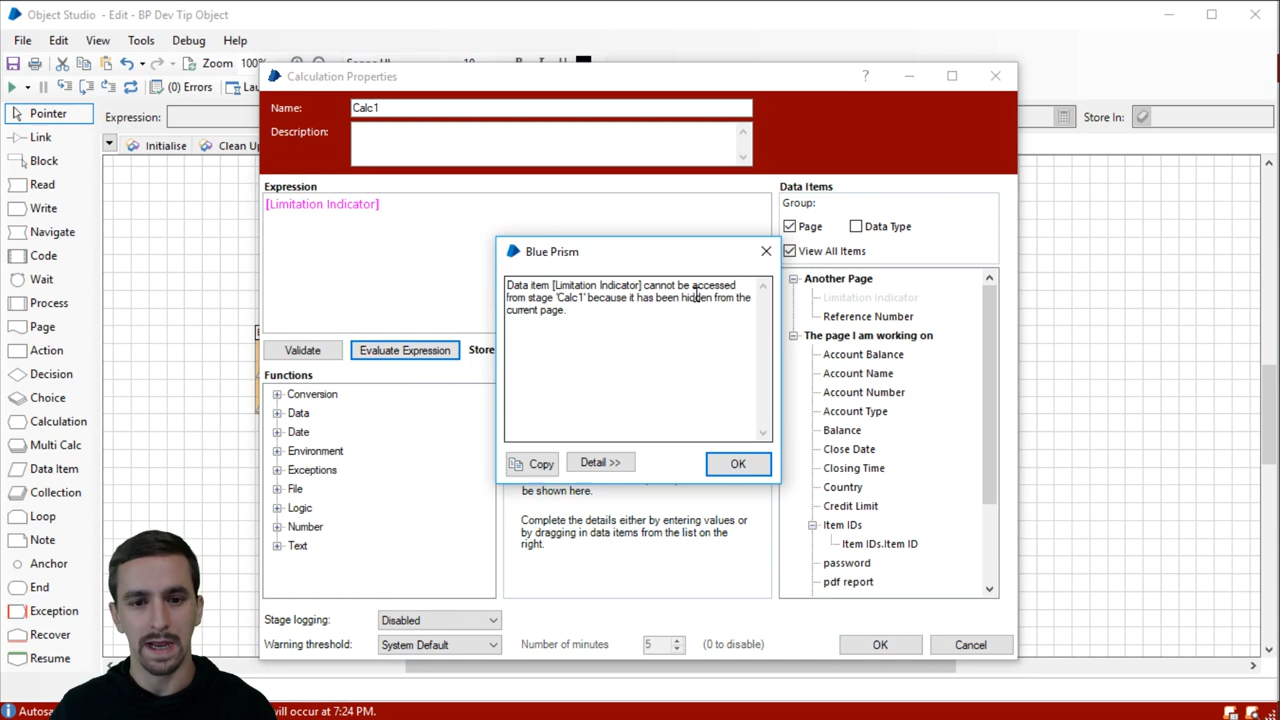 Object Studio - Edit - BP Dev Tip Object
File Edit View Tools Debug Help
Zoom 100%
(0) Errors
Expression:
Store In:
Initialise
Clean Up
Pointer
Link
Block
Read
Write
Navigate
Code
Wait
Process
Page
Action
Decision
Choice
Calculation
Multi Calc
Data Item
Collection
Loop
Note
Anchor
End
Exception
Recover
Resume
Calculation Properties
Name: Calc1
Description:
Expression
[Limitation Indicator]
Validate Evaluate Expression Store
Functions
Conversion
Data
Date
Environment
Exceptions
File
Logic
Number
Text
Blue Prism
Data item [Limitation Indicator] cannot be accessed
from stage 'Calc1' because it has been hidden from the
current page.
Copy Detail >> OK
be shown here.
Complete the details either by entering values or
by dragging in data items from the list on the
right.
Data Items
Group:
Page Data Type
View All Items
Another Page
Limitation Indicator
Reference Number
The page I am working on
Account Balance
Account Name
Account Number
Account Type
Balance
Close Date
Closing Time
Country
Credit Limit
Item IDs
Item IDs.Item ID
password
pdf report
Stage logging: Disabled
Warning threshold: System Default Number of minutes 5 (0 to disable)
OK Cancel
will occur at 7:24 PM.